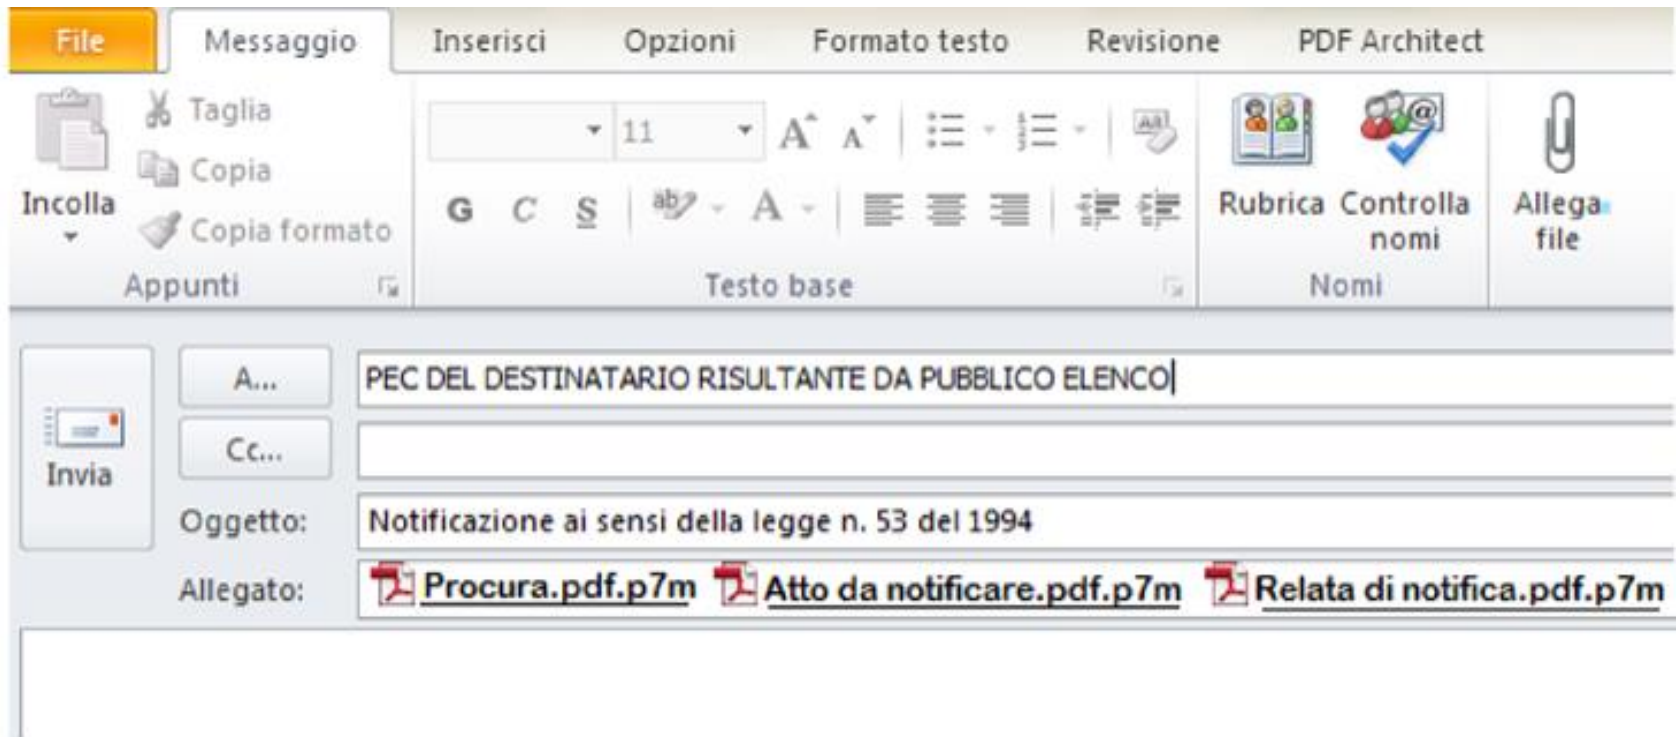 File Messaggio Inserisci Opzioni Formato testo Revisione PDF Architect
Taglia
Copia
Copia formato
Incolla
Appunti
11
A A
G C S ab A
Testo base
Rubrica
Controlla
nomi
Nomi
Allega
file
Invia
A... PEC DEL DESTINATARIO RISULTANTE DA PUBBLICO ELENCO
Cc...
Oggetto: Notificazione ai sensi della legge n. 53 del 1994
Allegato: Procura.pdf.p7m Atto da notificare.pdf.p7m Relata di notifica.pdf.p7m